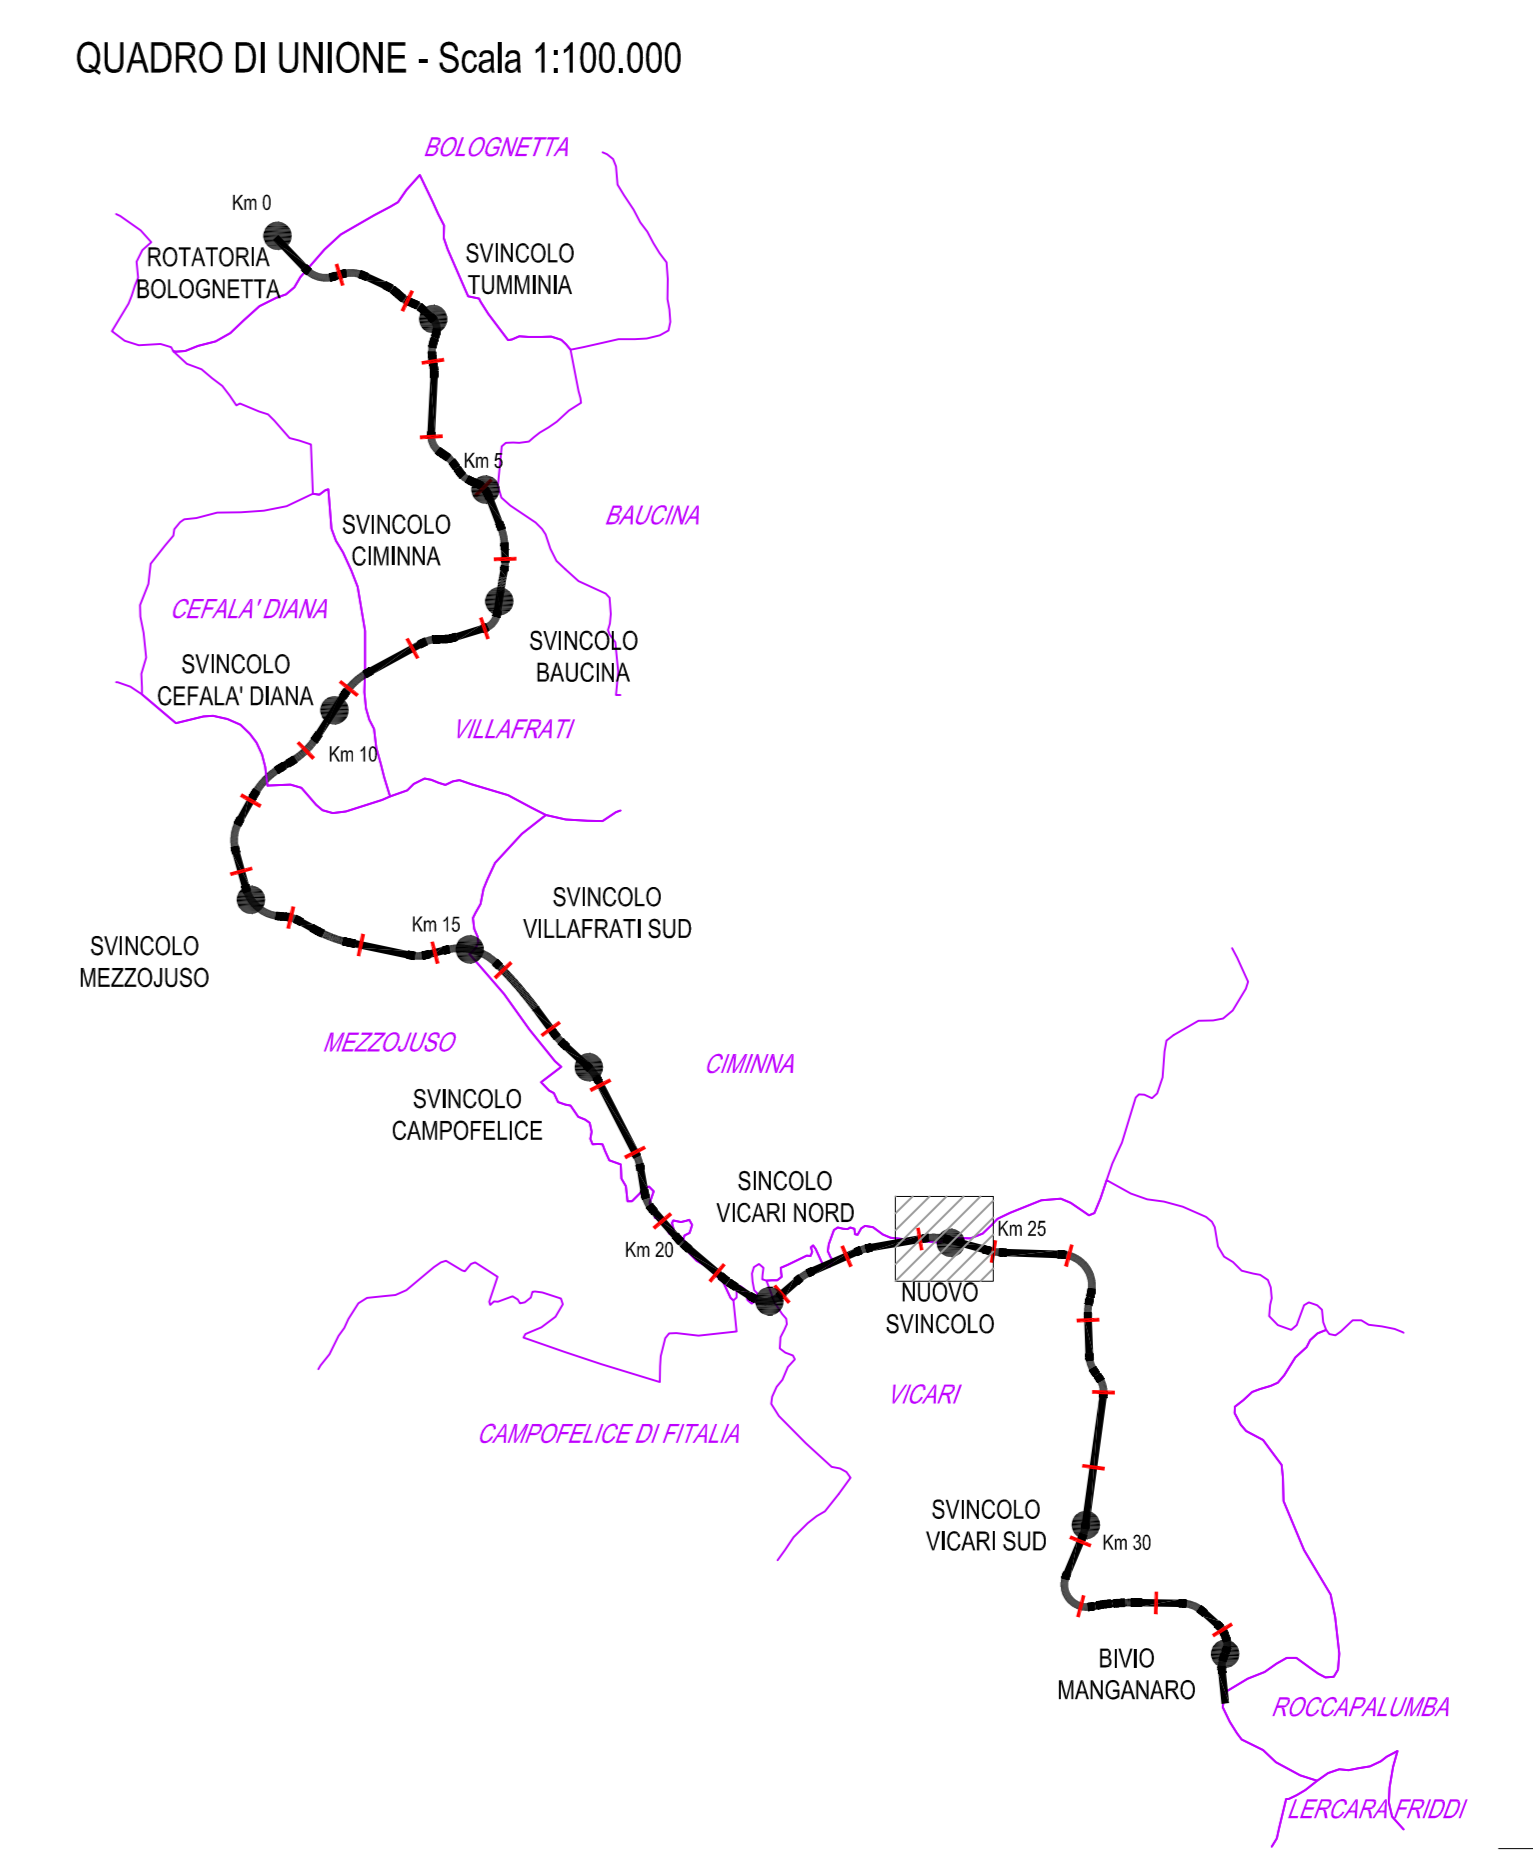 QUADRO DI UNIONE - Scala 1:100.000
BOLOGNETTA
Km 0
ROTATORIA
BOLOGNETTA
SVINCOLO
TUMMINIA
Km 5
SVINCOLO
CIMINNA
BAUCINA
CEFALA' DIANA
SVINCOLO
BAUCINA
SVINCOLO
CEFALA' DIANA
VILLAFRATI
Km 10
SVINCOLO
VILLAFRATI SUD
Km 15
SVINCOLO
MEZZOJUSO
MEZZOJUSO
CIMINNA
SVINCOLO
CAMPOFELICE
SINCOLO
VICARI NORD
Km 20
Km 25
NUOVO
SVINCOLO
VICARI
CAMPOFELICE DI FITALIA
SVINCOLO
VICARI SUD
Km 30
BIVIO
MANGANARO
ROCCAPALUMBA
LERCARA FRIDDI